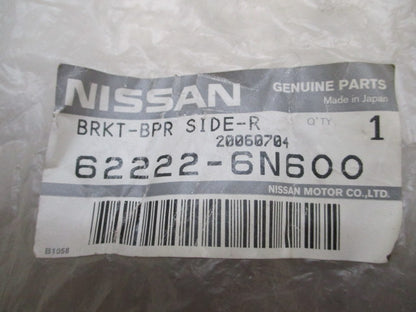 NISSAN
GENUINE PARTS
Made in Japan
BRKT-BPR SIDE-R
Q'TY
1
20060704
62222-6N600
NISSAN MOTOR CO.,LTD.
B1058